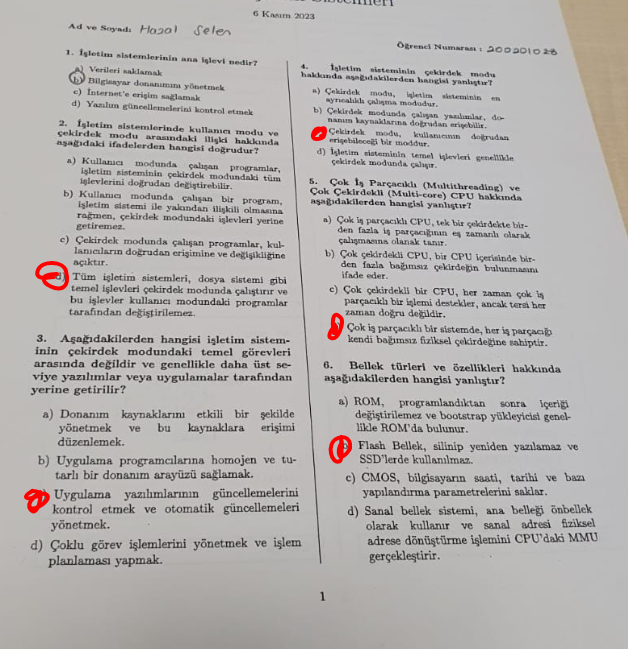 6 Kasım 2023
Ad ve Soyad: Hazal Selen
Öğrenci Numarası : 200201028
1. İşletim sistemlerinin ana işlevi nedir?
a) Verileri saklamak
b) Bilgisayar donanımını yönetmek
c) İnternet'e erişim sağlamak
d) Yazılım güncellemelerini kontrol etmek
2. İşletim sistemlerinde kullanıcı modu ve
çekirdek modu arasındaki ilişki hakkında
aşağıdaki ifadelerden hangisi doğrudur?
a) Kullanıcı modunda çalışan programlar,
işletim sisteminin çekirdek modundaki tüm
işlevlerini doğrudan değiştirebilir.
b) Kullanıcı modunda çalışan bir program,
işletim sistemi ile yakından ilişkili olmasına
rağmen, çekirdek modundaki işlevleri yerine
getiremez.
c) Çekirdek modunda çalışan programlar, kul-
lanıcıların doğrudan erişimine ve değişikliğine
açıktır.
d) Tüm işletim sistemleri, dosya sistemi gibi
temel işlevleri çekirdek modunda çalıştırır ve
bu işlevler kullanıcı modundaki programlar
tarafından değiştirilemez.
3. Aşağıdakilerden hangisi işletim sistem-
inin çekirdek modundaki temel görevleri
arasında değildir ve genellikle daha üst se-
viye yazılımlar veya uygulamalar tarafından
yerine getirilir?
a) Donanım kaynaklarını etkili bir şekilde
yönetmek ve bu kaynaklara erişimi
düzenlemek.
b) Uygulama programcılarına homojen ve tu-
tarlı bir donanım arayüzü sağlamak.
Uygulama yazılımlarının güncellemelerini
kontrol etmek ve otomatik güncellemeleri
yönetmek.
d) Çoklu görev işlemlerini yönetmek ve işlem
planlaması yapmak.
4. İşletim sisteminin çekirdek modu
hakkında aşağıdakilerden hangisi yanlıştır?
a) Çekirdek modu, işletim sisteminin en
ayrıcalıklı çalışma modudur.
b) Çekirdek modunda çalışan yazılımlar, do-
nanım kaynaklarına doğrudan erişebilir.
Çekirdek modu, kullanıcının doğrudan
erişebileceği bir moddur.
d) İşletim sisteminin temel işlevleri genellikle
çekirdek modunda çalışır.
5. Çok İş Parçacıklı (Multithreading) ve
Çok Çekirdekli (Multi-core) CPU hakkında
aşağıdakilerden hangisi yanlıştır?
a) Çok iş parçacıklı CPU, tek bir çekirdekte bir-
den fazla iş parçacığının eş zamanlı olarak
çalışmasına olanak tanır.
b) Çok çekirdekli CPU, bir CPU içerisinde bir-
den fazla bağımsız çekirdeğin bulunmasını
ifade eder.
c) Çok çekirdekli bir CPU, her zaman çok iş
parçacıklı bir işlemi destekler, ancak tersi her
zaman doğru değildir.
Çok iş parçacıklı bir sistemde, her iş parçacığı
kendi bağımsız fiziksel çekirdeğine sahiptir.
6. Bellek türleri ve özellikleri hakkında
aşağıdakilerden hangisi yanlıştır?
a) ROM, programlandıktan sonra içeriği
değiştirilemez ve bootstrap yükleyicisi genel-
likle ROM'da bulunur.
Flash Bellek, silinip yeniden yazılamaz ve
SSD'lerde kullanılmaz.
c) CMOS, bilgisayarın saati, tarihi ve bazı
yapılandırma parametrelerini saklar.
d) Sanal bellek sistemi, ana belleği önbellek
olarak kullanır ve sanal adresi fiziksel
adrese dönüştürme işlemini CPU'daki MMU
gerçekleştirir.
1